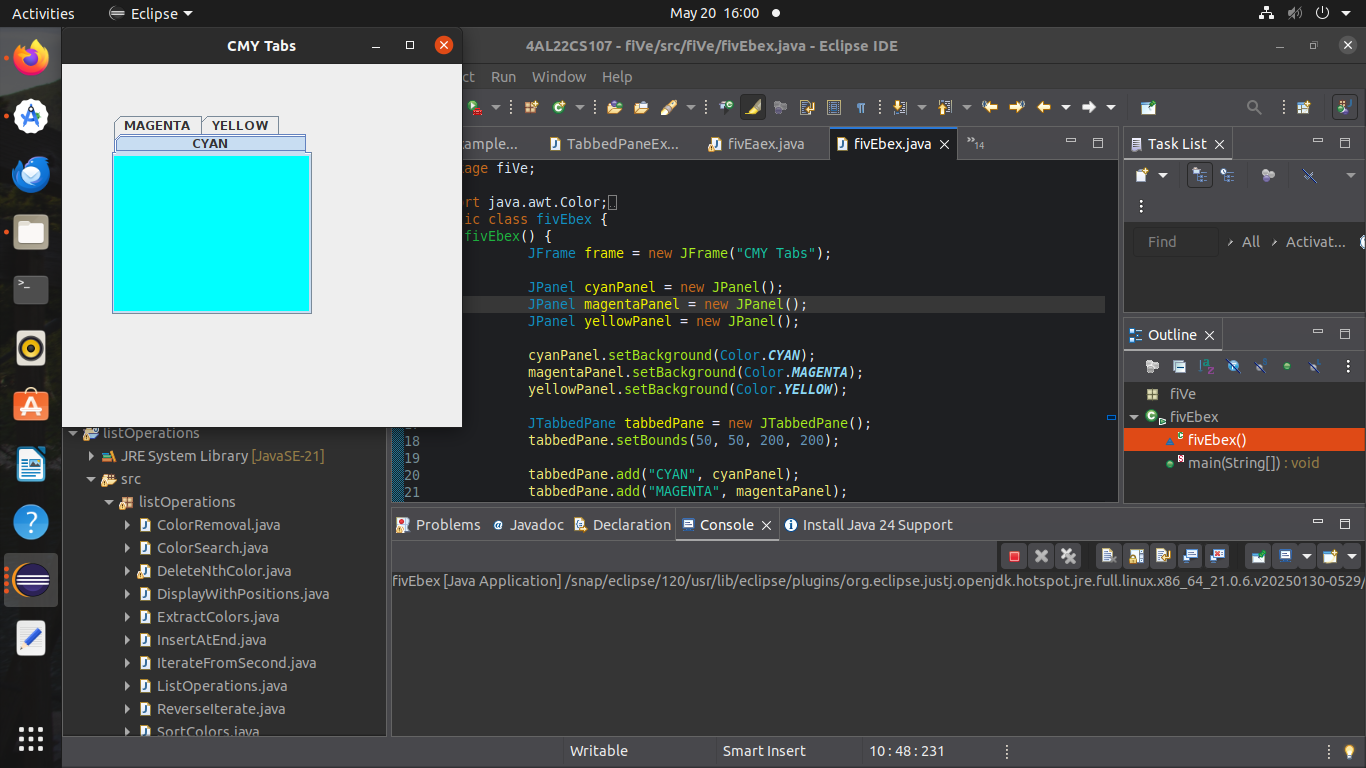 Activities
Eclipse
May 20 16:00
CMY Tabs
4AL22CS107 - fiVe/src/fiVe/fivEbex.java - Eclipse IDE
ct Run Window Help
MAGENTA YELLOW
CYAN
ample... TabbedPaneEx... fivEaex.java fivEbex.java »14
age fiVe;
rt java.awt.Color;
ic class fivEbex {
fivEbex() {
JFrame frame = new JFrame("CMY Tabs");
JPanel cyanPanel = new JPanel();
JPanel magentaPanel = new JPanel();
JPanel yellowPanel = new JPanel();
cyanPanel.setBackground(Color.CYAN);
magentaPanel.setBackground(Color.MAGENTA);
yellowPanel.setBackground(Color.YELLOW);
JTabbedPane tabbedPane = new JTabbedPane();
18 tabbedPane.setBounds(50, 50, 200, 200);
19
20 tabbedPane.add("CYAN", cyanPanel);
21 tabbedPane.add("MAGENTA", magentaPanel);
Task List
Find All Activat...
Outline
fiVe
fivEbex
fivEbex()
main(String[]) : void
listOperations
JRE System Library [JavaSE-21]
src
listOperations
ColorRemoval.java
ColorSearch.java
DeleteNthColor.java
DisplayWithPositions.java
ExtractColors.java
InsertAtEnd.java
IterateFromSecond.java
ListOperations.java
ReverseIterate.java
SortColors.java
Problems Javadoc Declaration Console Install Java 24 Support
fivEbex [Java Application] /snap/eclipse/120/usr/lib/eclipse/plugins/org.eclipse.justj.openjdk.hotspot.jre.full.linux.x86_64_21.0.6.v20250130-0529/
Writable Smart Insert 10 : 48 : 231